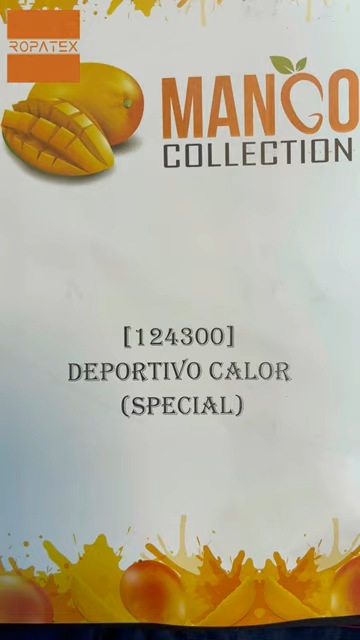 ROPATEX
MANGO
COLLECTION
[124300]
DEPORTIVO CALOR
(SPECIAL)